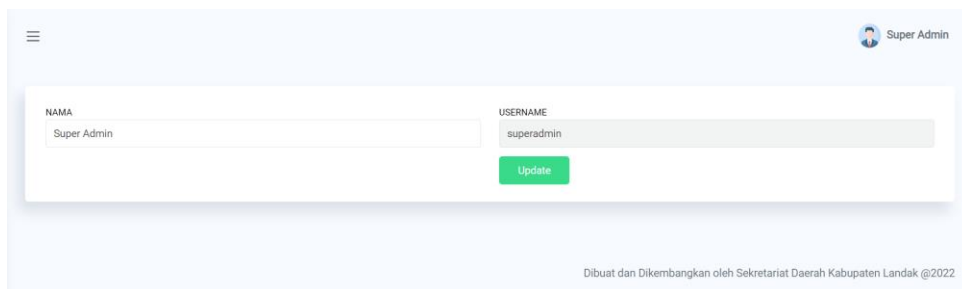 Super Admin
NAMA
USERNAME
Super Admin
superadmin
Update
Dibuat dan Dikembangkan oleh Sekretariat Daerah Kabupaten Landak @2022